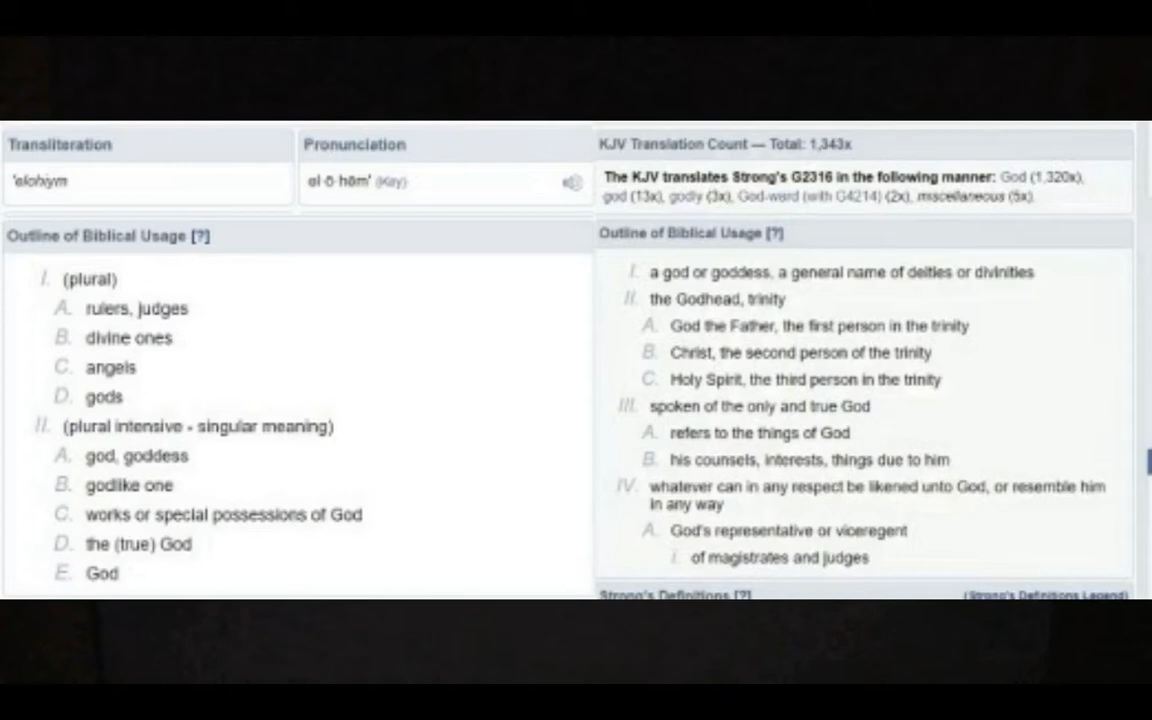 Transliteration
'elohiym
Pronunciation
el·ō·hēm' (Key)
Outline of Biblical Usage [?]
I. (plural)
A. rulers, judges
B. divine ones
C. angels
D. gods
II. (plural intensive - singular meaning)
A. god, goddess
B. godlike one
C. works or special possessions of God
D. the (true) God
E. God
KJV Translation Count — Total: 1,343x
The KJV translates Strong's G2316 in the following manner: God (1,320x),
god (13x), godly (3x), God-ward (with G4214) (2x), miscellaneous (5x).
Outline of Biblical Usage [?]
I. a god or goddess, a general name of deities or divinities
II. the Godhead, trinity
A. God the Father, the first person in the trinity
B. Christ, the second person of the trinity
C. Holy Spirit, the third person in the trinity
III. spoken of the only and true God
A. refers to the things of God
B. his counsels, interests, things due to him
IV. whatever can in any respect be likened unto God, or resemble him
in any way
A. God's representative or viceregent
i. of magistrates and judges
Strong's Definitions [?]
(Strong's Definitions Legend)